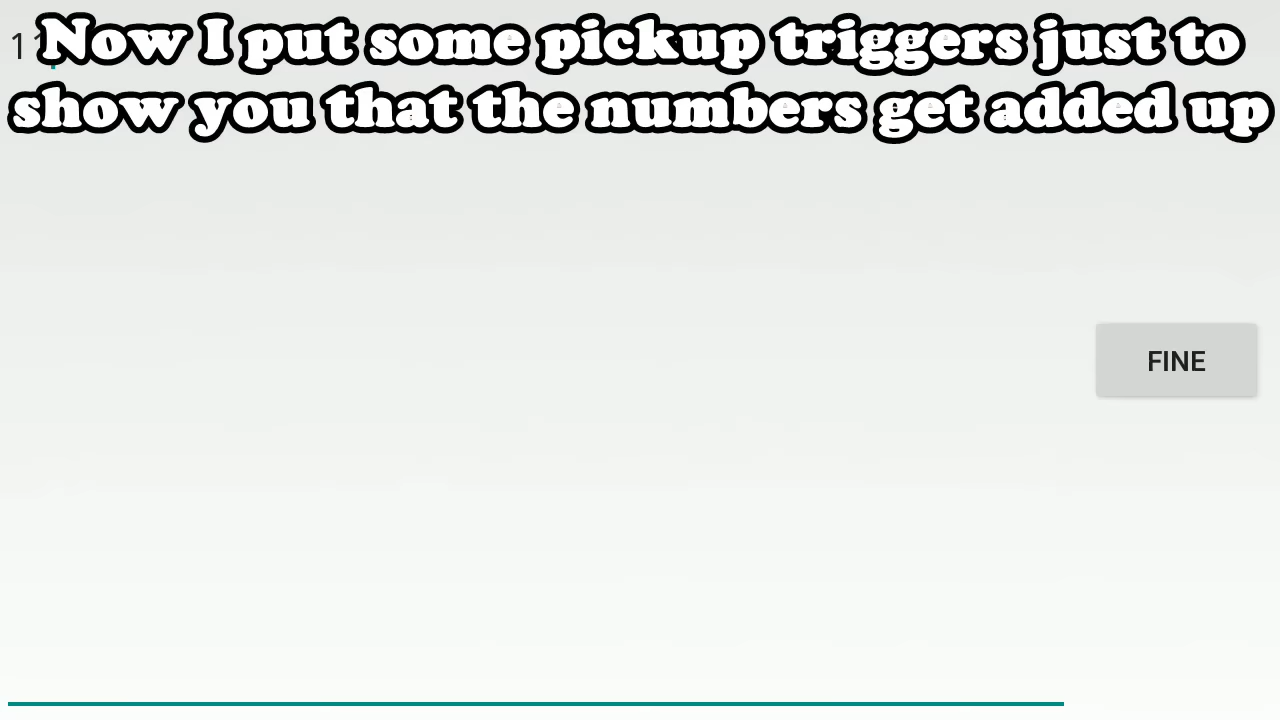 Now I put some pickup triggers just to
show you that the numbers get added up
FINE